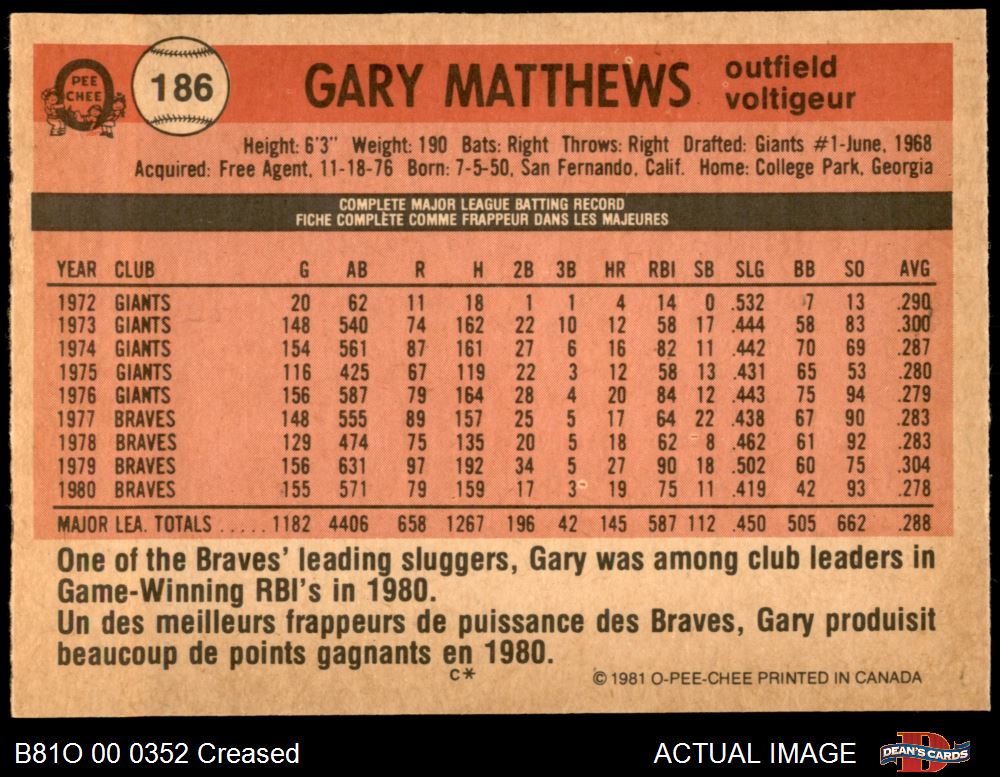 PEE
CHEE
186
GARY MATTHEWS
outfield
voltigeur
Height: 6'3" Weight: 190 Bats: Right Throws: Right Drafted: Giants #1-June, 1968
Acquired: Free Agent, 11-18-76 Born: 7-5-50, San Fernando, Calif. Home: College Park, Georgia
COMPLETE MAJOR LEAGUE BATTING RECORD
FICHE COMPLÈTE COMME FRAPPEUR DANS LES MAJEURES
YEAR CLUB G AB R H 2B 3B HR RBI SB SLG BB SO AVG
1972 GIANTS 20 62 11 18 1 1 4 14 0 .532 7 13 .290
1973 GIANTS 148 540 74 162 22 10 12 58 17 .444 58 83 .300
1974 GIANTS 154 561 87 161 27 6 16 82 11 .442 70 69 .287
1975 GIANTS 116 425 67 119 22 3 12 58 13 .431 65 53 .280
1976 GIANTS 156 587 79 164 28 4 20 84 12 .443 75 94 .279
1977 BRAVES 148 555 89 157 25 5 17 64 22 .438 67 90 .283
1978 BRAVES 129 474 75 135 20 5 18 62 8 .462 61 92 .283
1979 BRAVES 156 631 97 192 34 5 27 90 18 .502 60 75 .304
1980 BRAVES 155 571 79 159 17 3 19 75 11 .419 42 93 .278
MAJOR LEA. TOTALS ..... 1182 4406 658 1267 196 42 145 587 112 .450 505 662 .288
One of the Braves' leading sluggers, Gary was among club leaders in
Game-Winning RBI's in 1980.
Un des meilleurs frappeurs de puissance des Braves, Gary produisit
beaucoup de points gagnants en 1980.
C*
© 1981 O-PEE-CHEE PRINTED IN CANADA
B81O 00 0352 Creased
ACTUAL IMAGE
DEAN'S CARDS